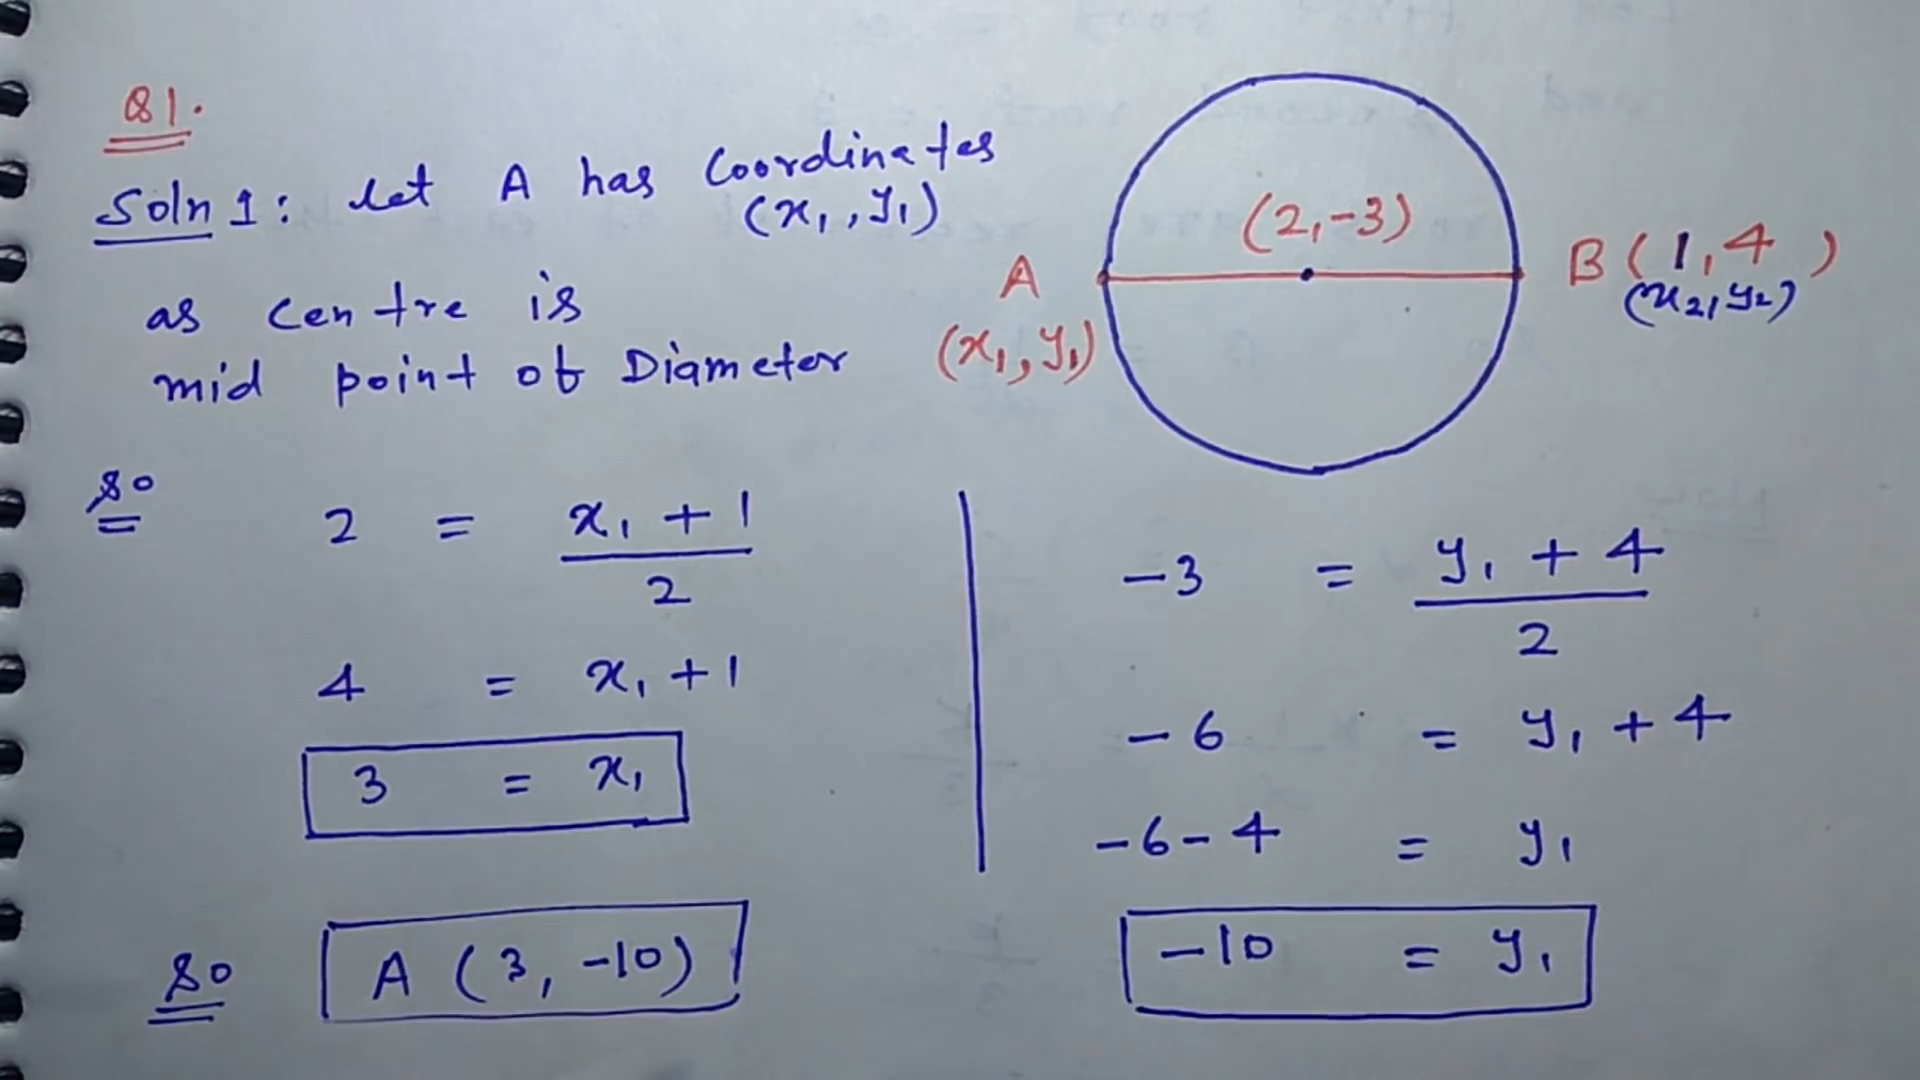 Q1.
Soln 1: let A has Coordinates
(x₁, y₁)
as Centre is
mid point of Diameter
(2,-3)
A
(x₁, y₁)
B (1,4)
(x₂, y₂)
so
2 = (x₁ + 1)/2
4 = x₁ + 1
3 = x₁
-3 = (y₁ + 4)/2
-6 = y₁ + 4
-6-4 = y₁
-10 = y₁
so A (3, -10)